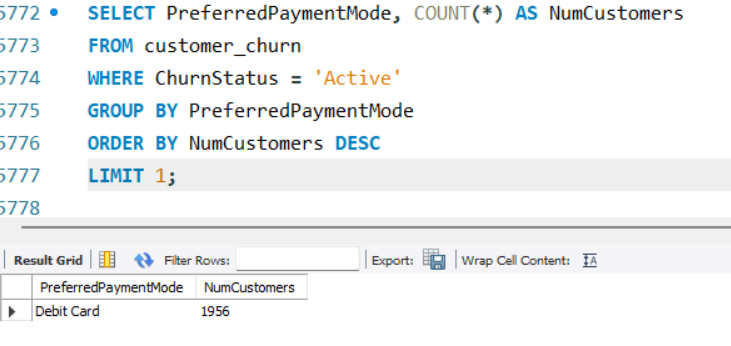 5772 SELECT PreferredPaymentMode, COUNT(*) AS NumCustomers
5773 FROM customer_churn
5774 WHERE ChurnStatus = 'Active'
5775 GROUP BY PreferredPaymentMode
5776 ORDER BY NumCustomers DESC
5777 LIMIT 1;
5778
Result Grid Filter Rows: Export: Wrap Cell Content: IA
PreferredPaymentMode NumCustomers
Debit Card 1956